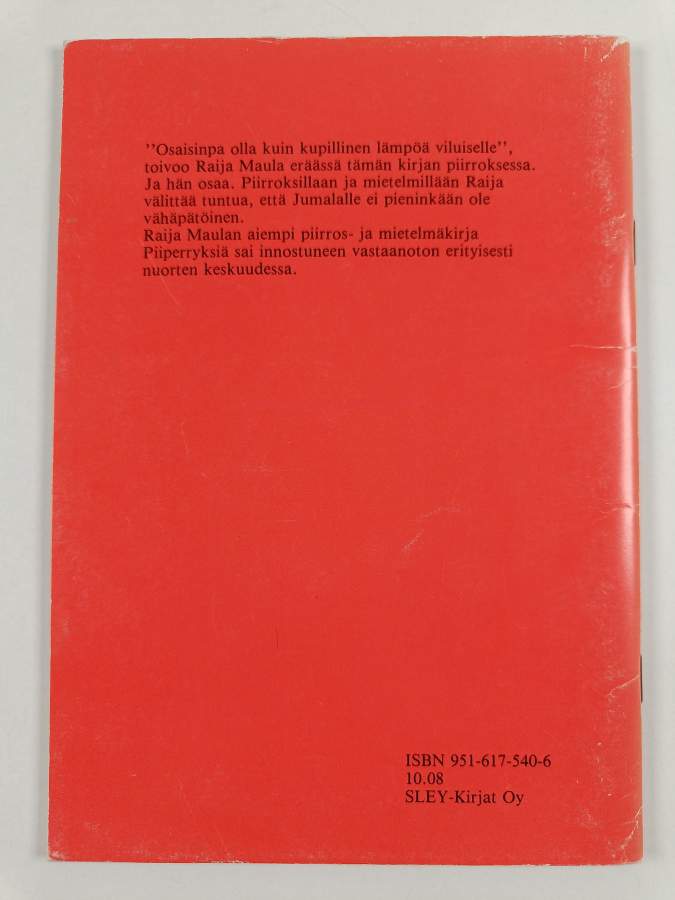 "Osaisinpa olla kuin kupillinen lämpöä viluiselle",
toivoo Raija Maula eräässä tämän kirjan piirroksessa.
Ja hän osaa. Piirroksillaan ja mietelmillään Raija
välittää tuntua, että Jumalalle ei pieninkään ole
vähäpätöinen.
Raija Maulan aiempi piirros- ja mietelmäkirja
Piiperryksiä sai innostuneen vastaanoton erityisesti
nuorten keskuudessa.
ISBN 951-617-540-6
10.08
SLEY-Kirjat Oy